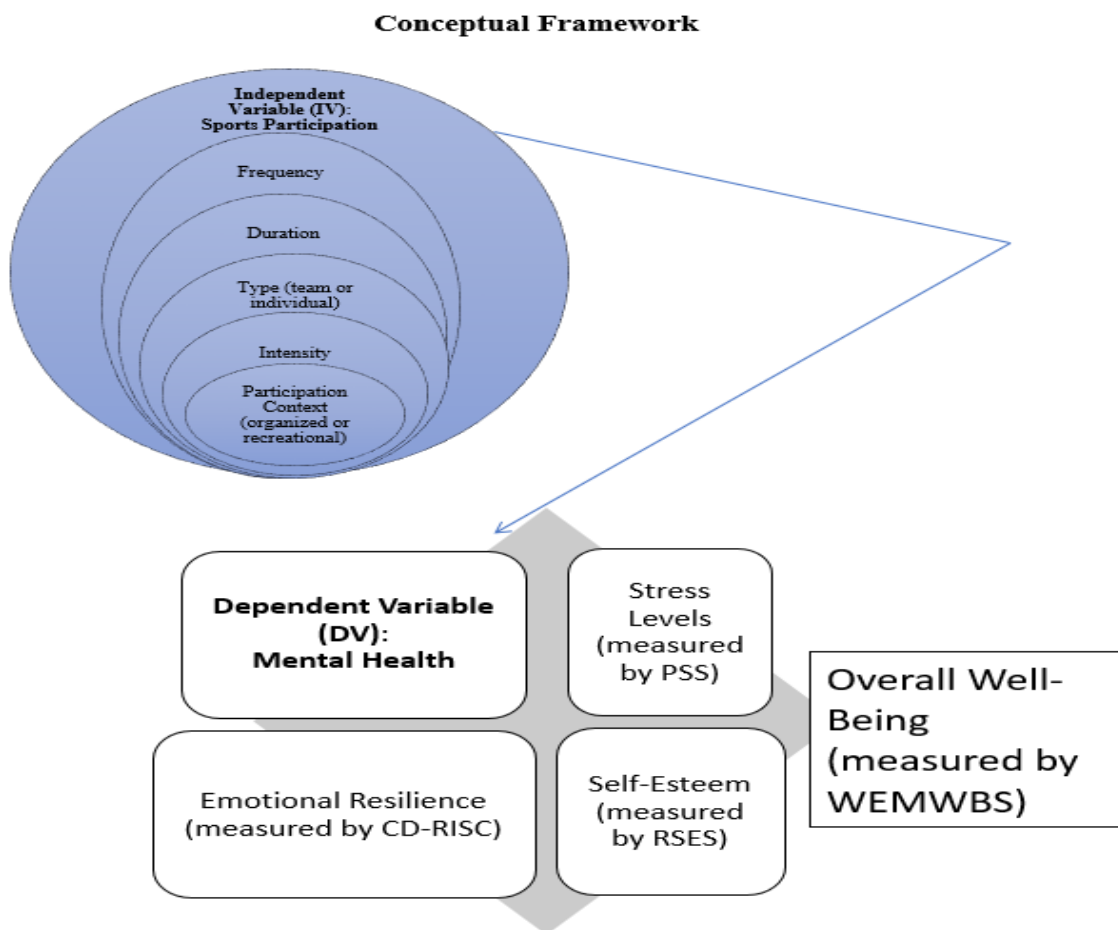 Conceptual Framework
Independent
Variable (IV):
Sports Participation
Frequency
Duration
Type (team or
individual)
Intensity
Participation
Context
(organized or
recreational)
Dependent Variable
(DV):
Mental Health
Stress
Levels
(measured
by PSS)
Overall Well-
Being
(measured by
WEMWBS)
Emotional Resilience
(measured by CD-RISC)
Self-Esteem
(measured
by RSES)